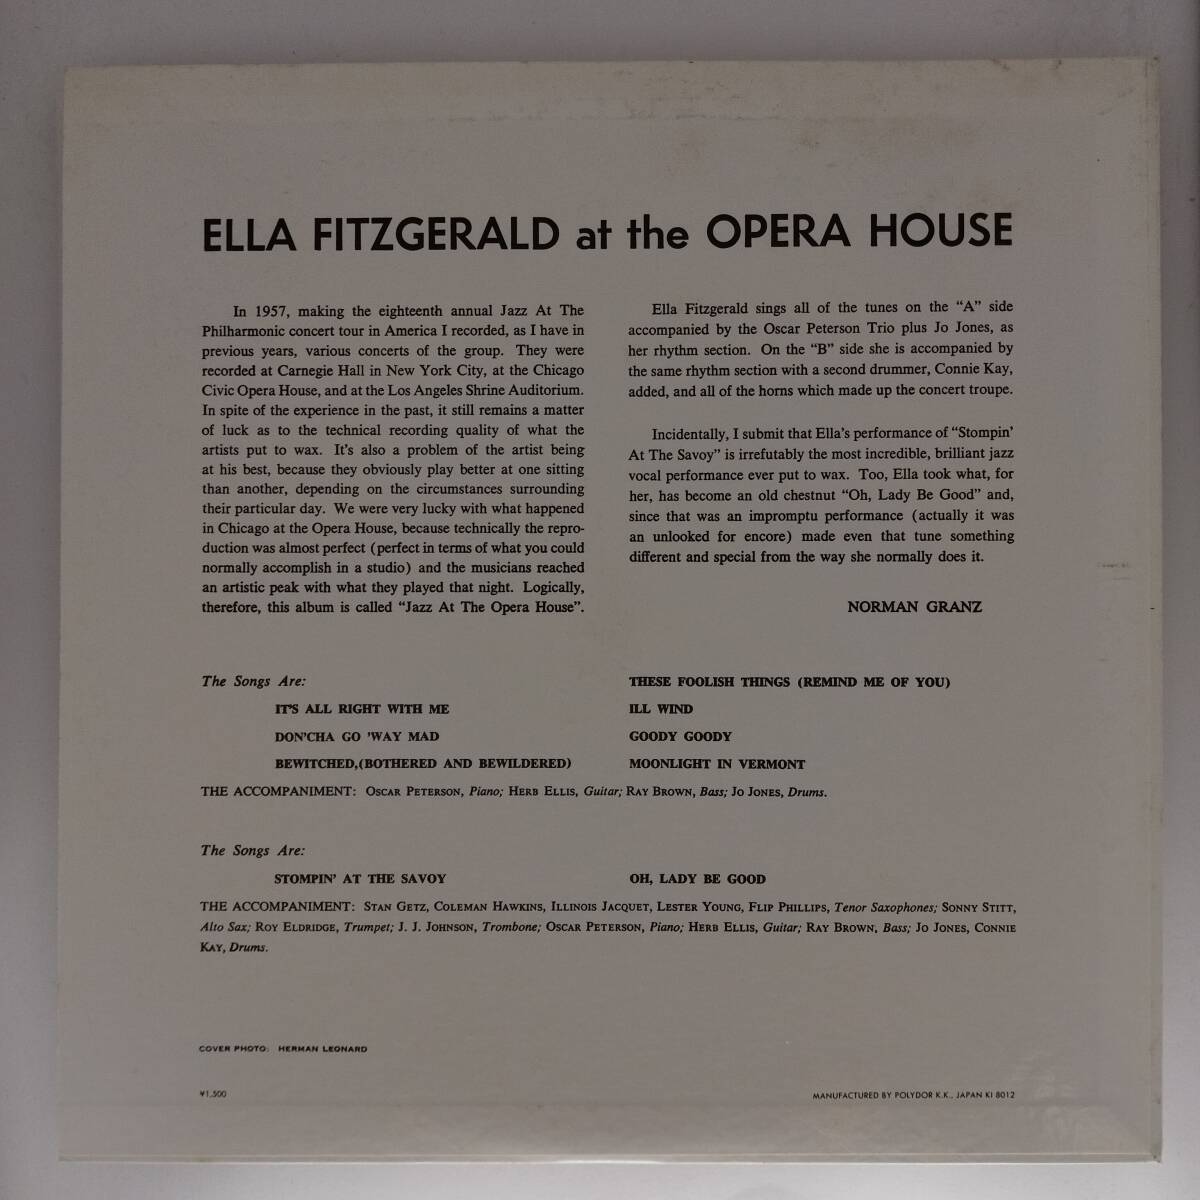 ELLA FITZGERALD at the OPERA HOUSE
In 1957, making the eighteenth annual Jazz At The
Philharmonic concert tour in America I recorded, as I have in
previous years, various concerts of the group. They were
recorded at Carnegie Hall in New York City, at the Chicago
Civic Opera House, and at the Los Angeles Shrine Auditorium.
In spite of the experience in the past, it still remains a matter
of luck as to the technical recording quality of what the
artists put to wax. It's also a problem of the artist being
at his best, because they obviously play better at one sitting
than another, depending on the circumstances surrounding
their particular day. We were very lucky with what happened
in Chicago at the Opera House, because technically the repro-
duction was almost perfect (perfect in terms of what you could
normally accomplish in a studio) and the musicians reached
an artistic peak with what they played that night. Logically,
therefore, this album is called “Jazz At The Opera House”.
Ella Fitzgerald sings all of the tunes on the “A” side
accompanied by the Oscar Peterson Trio plus Jo Jones, as
her rhythm section. On the “B” side she is accompanied by
the same rhythm section with a second drummer, Connie Kay,
added, and all of the horns which made up the concert troupe.
Incidentally, I submit that Ella's performance of “Stompin'
At The Savoy” is irrefutably the most incredible, brilliant jazz
vocal performance ever put to wax. Too, Ella took what, for
her, has become an old chestnut “Oh, Lady Be Good” and,
since that was an impromptu performance (actually it was
an unlooked for encore) made even that tune something
different and special from the way she normally does it.
NORMAN GRANZ
The Songs Are:
IT'S ALL RIGHT WITH ME
DON'CHA GO 'WAY MAD
BEWITCHED,(BOTHERED AND BEWILDERED)
THESE FOOLISH THINGS (REMIND ME OF YOU)
ILL WIND
GOODY GOODY
MOONLIGHT IN VERMONT
THE ACCOMPANIMENT: OSCAR PETERSON, Piano; HERB ELLIS, Guitar; RAY BROWN, Bass; JO JONES, Drums.
The Songs Are:
STOMPIN' AT THE SAVOY
OH, LADY BE GOOD
THE ACCOMPANIMENT: STAN GETZ, COLEMAN HAWKINS, ILLINOIS JACQUET, LESTER YOUNG, FLIP PHILLIPS, Tenor Saxophones; SONNY STITT,
Alto Sax; ROY ELDRIDGE, Trumpet; J. J. JOHNSON, Trombone; OSCAR PETERSON, Piano; HERB ELLIS, Guitar; RAY BROWN, Bass; JO JONES, CONNIE
KAY, Drums.
COVER PHOTO: HERMAN LEONARD
¥1,500
MANUFACTURED BY POLYDOR K.K., JAPAN KI 8012